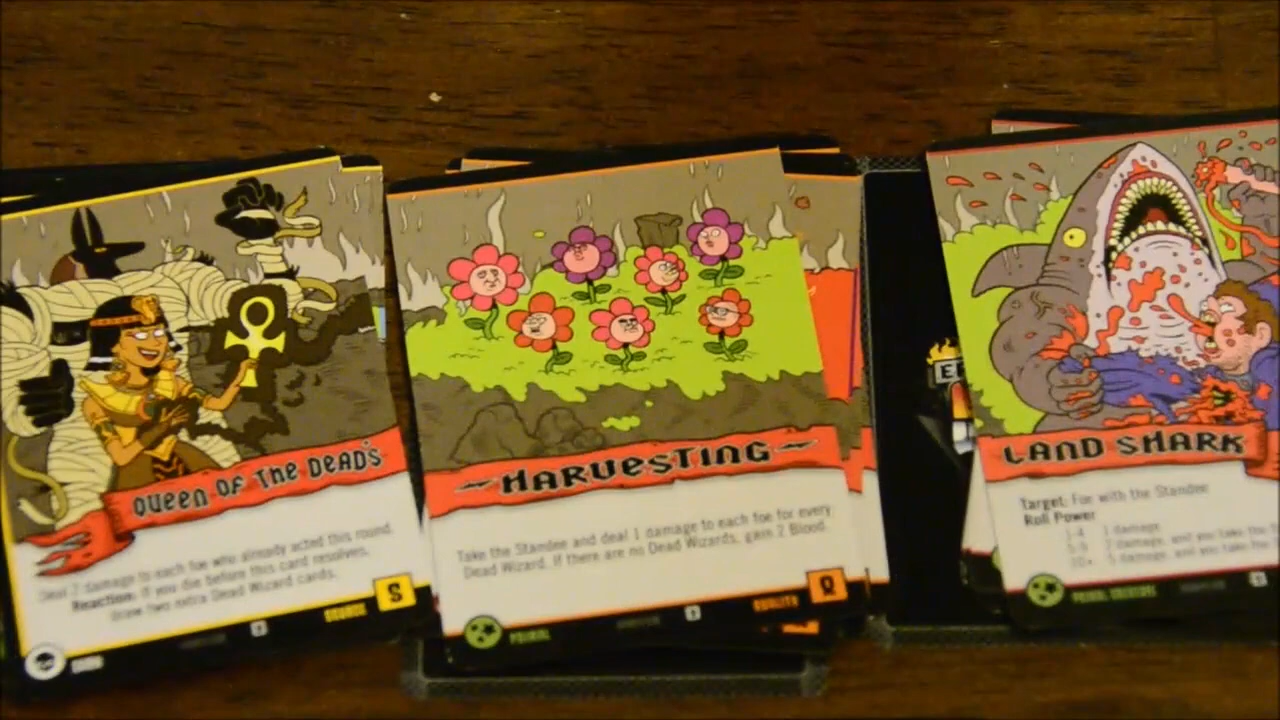 QUEEN OF THE DEAD'S
Deal 2 damage to each foe who already acted this round.
Reaction: If you die before this card resolves,
draw two extra Dead Wizard cards.
SOURCE
S
HARVESTING
Take the Standee and deal 1 damage to each foe for every
Dead Wizard. If there are no Dead Wizards, gain 2 Blood.
PRIMAL
QUALITY
Q
LAND SHARK
Target: Foe with the Standee
Roll Power
1-4 1 damage
5-9 2 damage, and you take the S
10+ 5 damage, and you take the
PRIMAL CREATURE